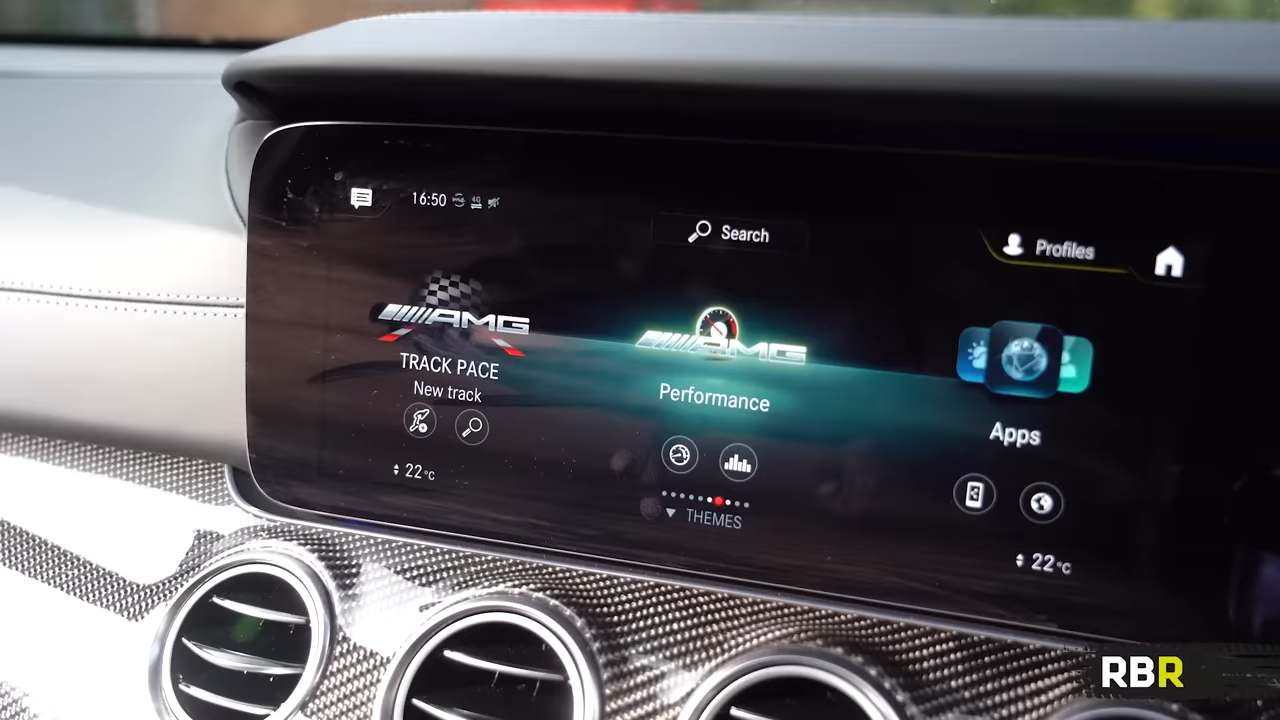 16:50 4G
Search
Profiles
AMG
TRACK PACE
New track
22°C
AMG
Performance
THEMES
Apps
22°C
RBR